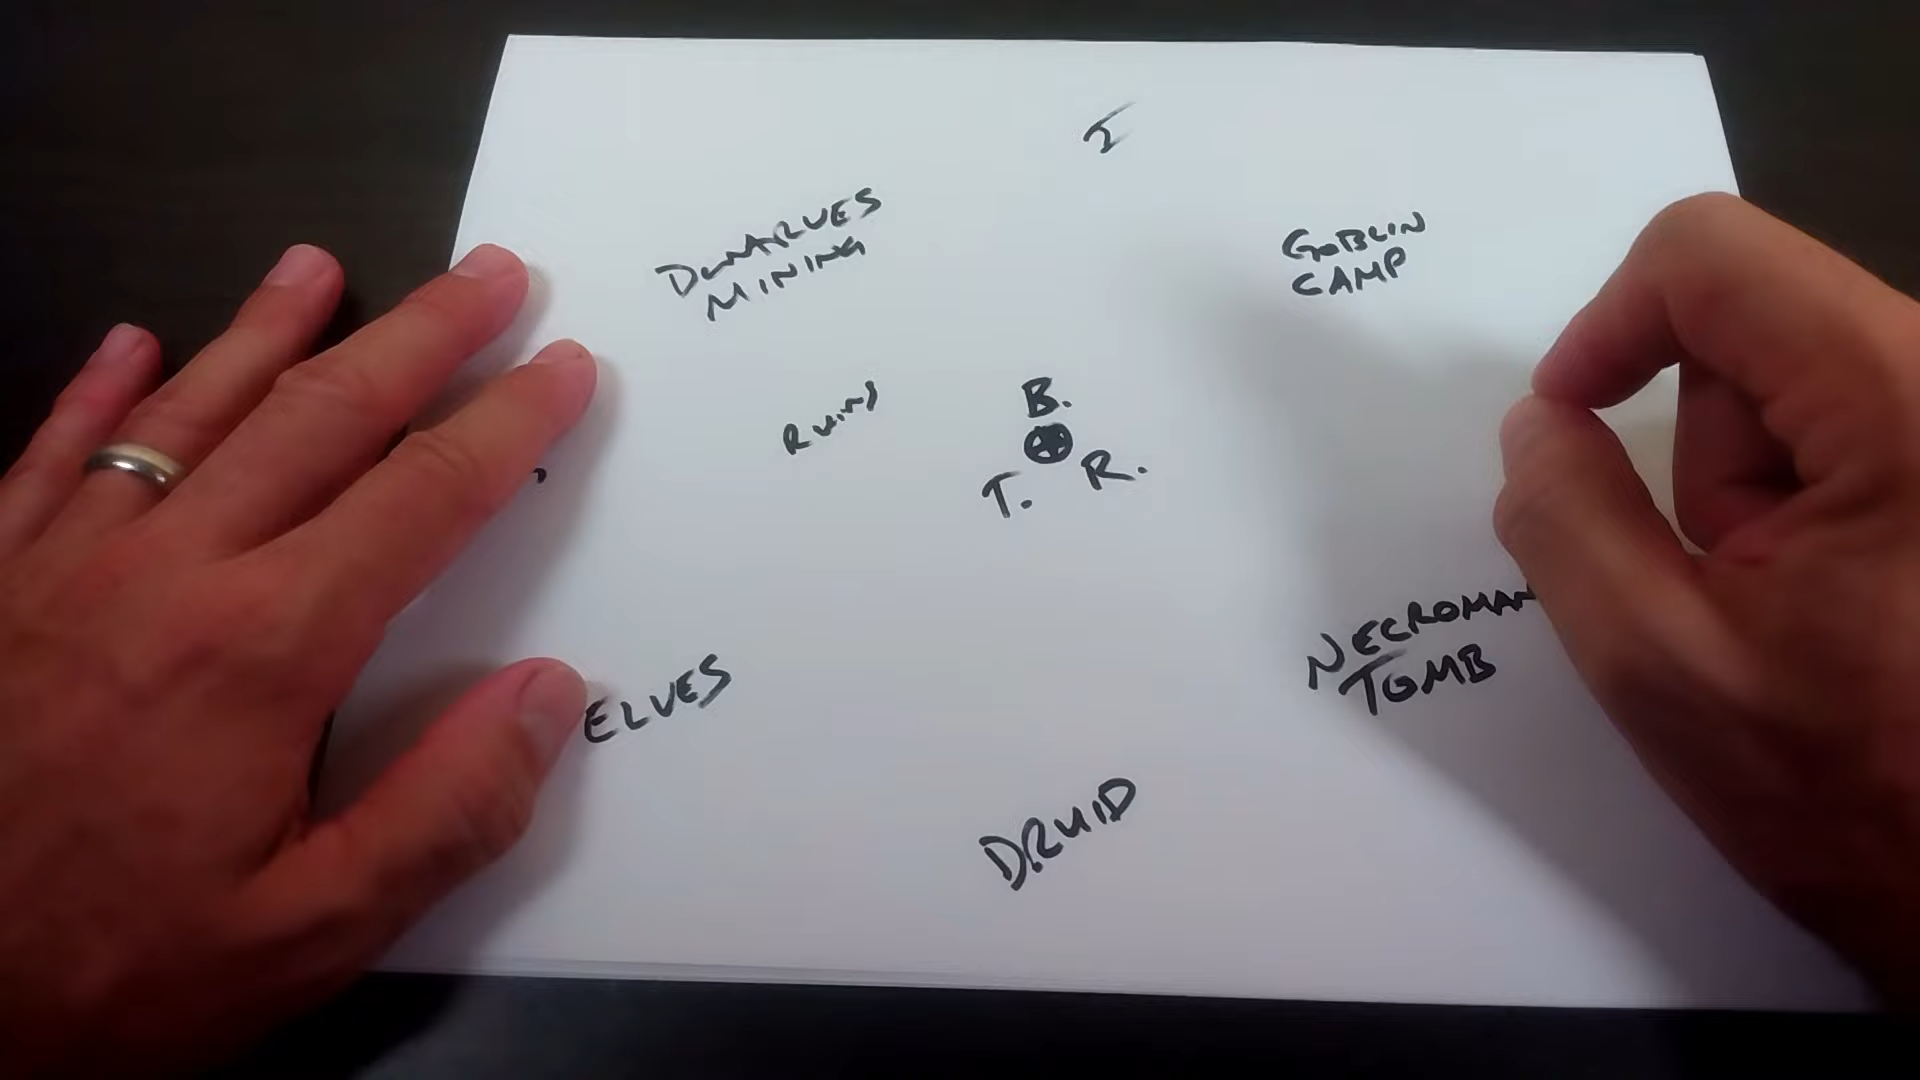 DWARVES
MINING
GOBLIN
CAMP
RUINS
B.
T. R.
NECROMAN
TOMB
ELVES
DRUID